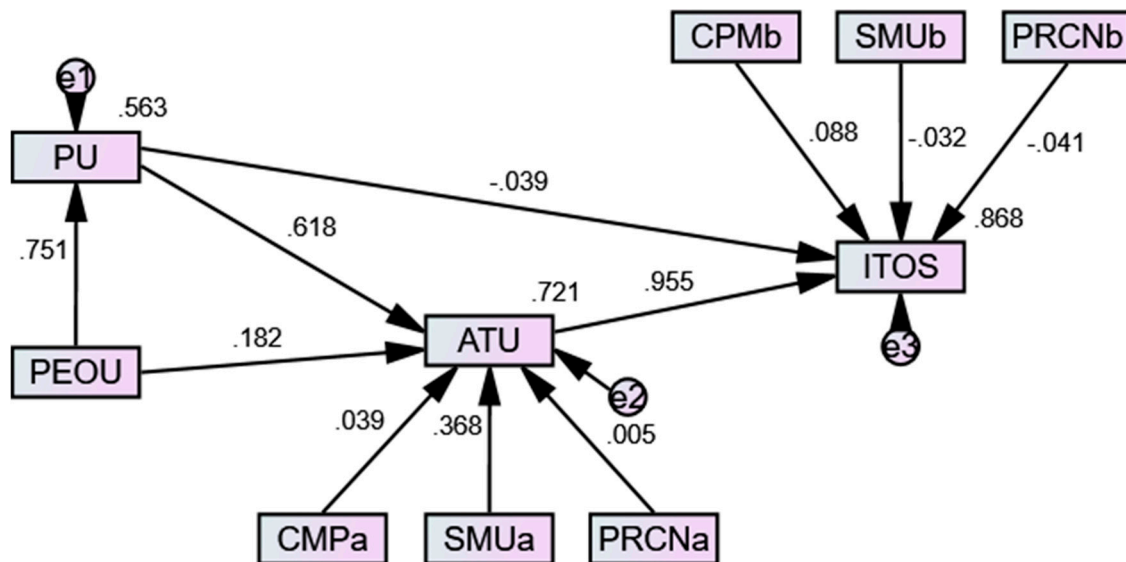 CPMb SMUb PRCNb
e1
.563
PU
.088 -.032 -.041
-.039
.618
.868
.751
ITOS
.721 .955
.182
ATU
PEOU
e3
e2
.039 .368 .005
CMPa SMUa PRCNa